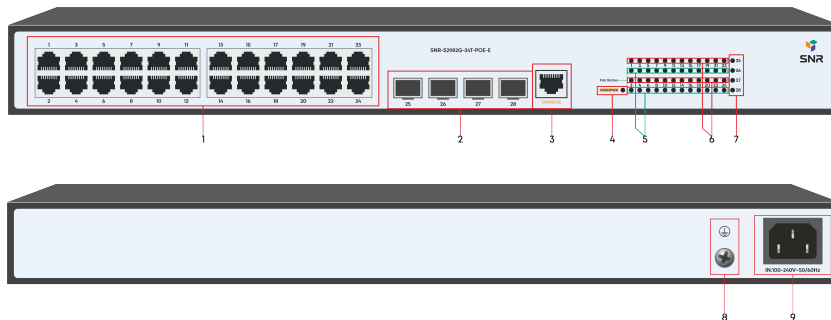 1 3 5 7 9 11 13 15 17 19 21 23
SNR-S2982G-24T-POE-E
SNR
2 4 6 8 10 12 14 16 18 20 22 24
25 26 27 28
CONSOLE
PoE Status
25
26
27
28
1 2 3 4 5 6 7
IN:100-240V~50/60Hz
8 9